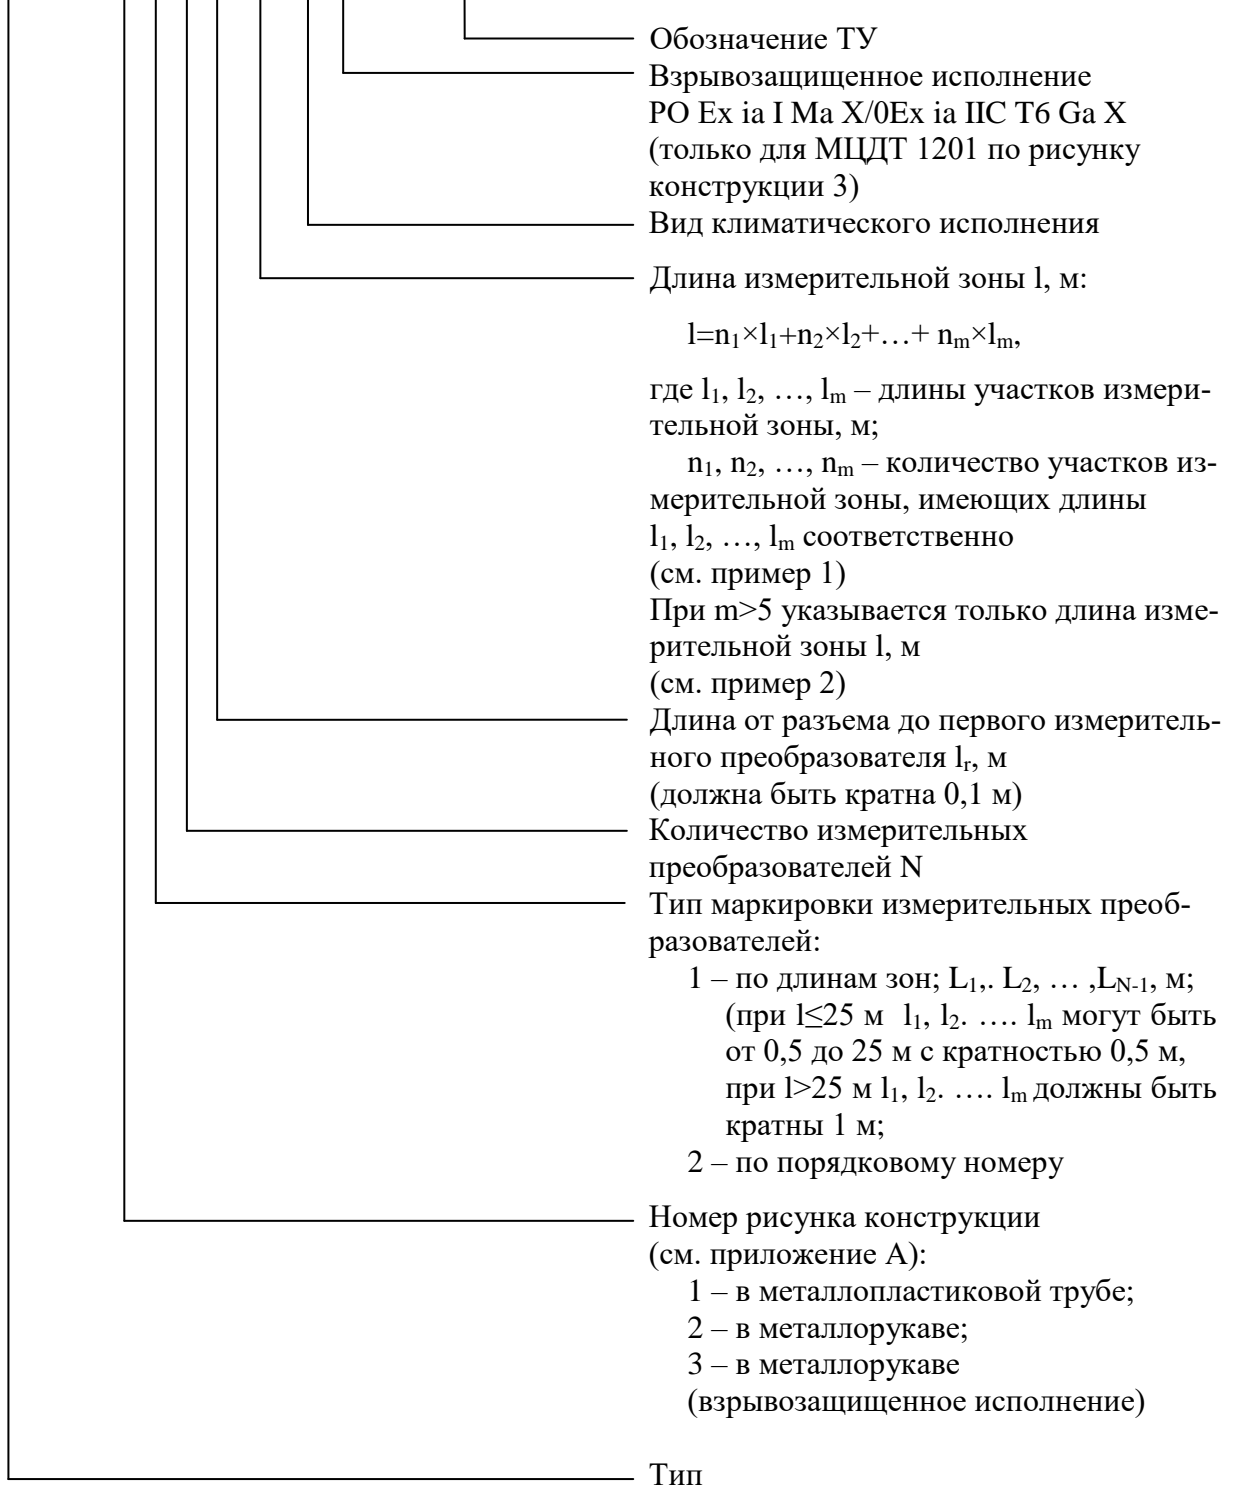 Обозначение ТУ
Взрывозащищенное исполнение
РО Ex ia I Ma X/0Ex ia IIC T6 Ga X
(только для МЦДТ 1201 по рисунку
конструкции 3)
Вид климатического исполнения
Длина измерительной зоны l, м:
l=n₁×l₁+n₂×l₂+…+ nₘ×lₘ,
где l₁, l₂, …, lₘ – длины участков измери-
тельной зоны, м;
n₁, n₂, …, nₘ – количество участков из-
мерительной зоны, имеющих длины
l₁, l₂, …, lₘ соответственно
(см. пример 1)
При m>5 указывается только длина изме-
рительной зоны l, м
(см. пример 2)
Длина от разъема до первого измеритель-
ного преобразователя lᵣ, м
(должна быть кратна 0,1 м)
Количество измерительных
преобразователей N
Тип маркировки измерительных преоб-
разователей:
1 – по длинам зон; L₁,. L₂, … ,L_N-1, м;
(при l≤25 м l₁, l₂. …. lₘ могут быть
от 0,5 до 25 м с кратностью 0,5 м,
при l>25 м l₁, l₂. …. lₘ должны быть
кратны 1 м;
2 – по порядковому номеру
Номер рисунка конструкции
(см. приложение А):
1 – в металлопластиковой трубе;
2 – в металлорукаве;
3 – в металлорукаве
(взрывозащищенное исполнение)
Тип